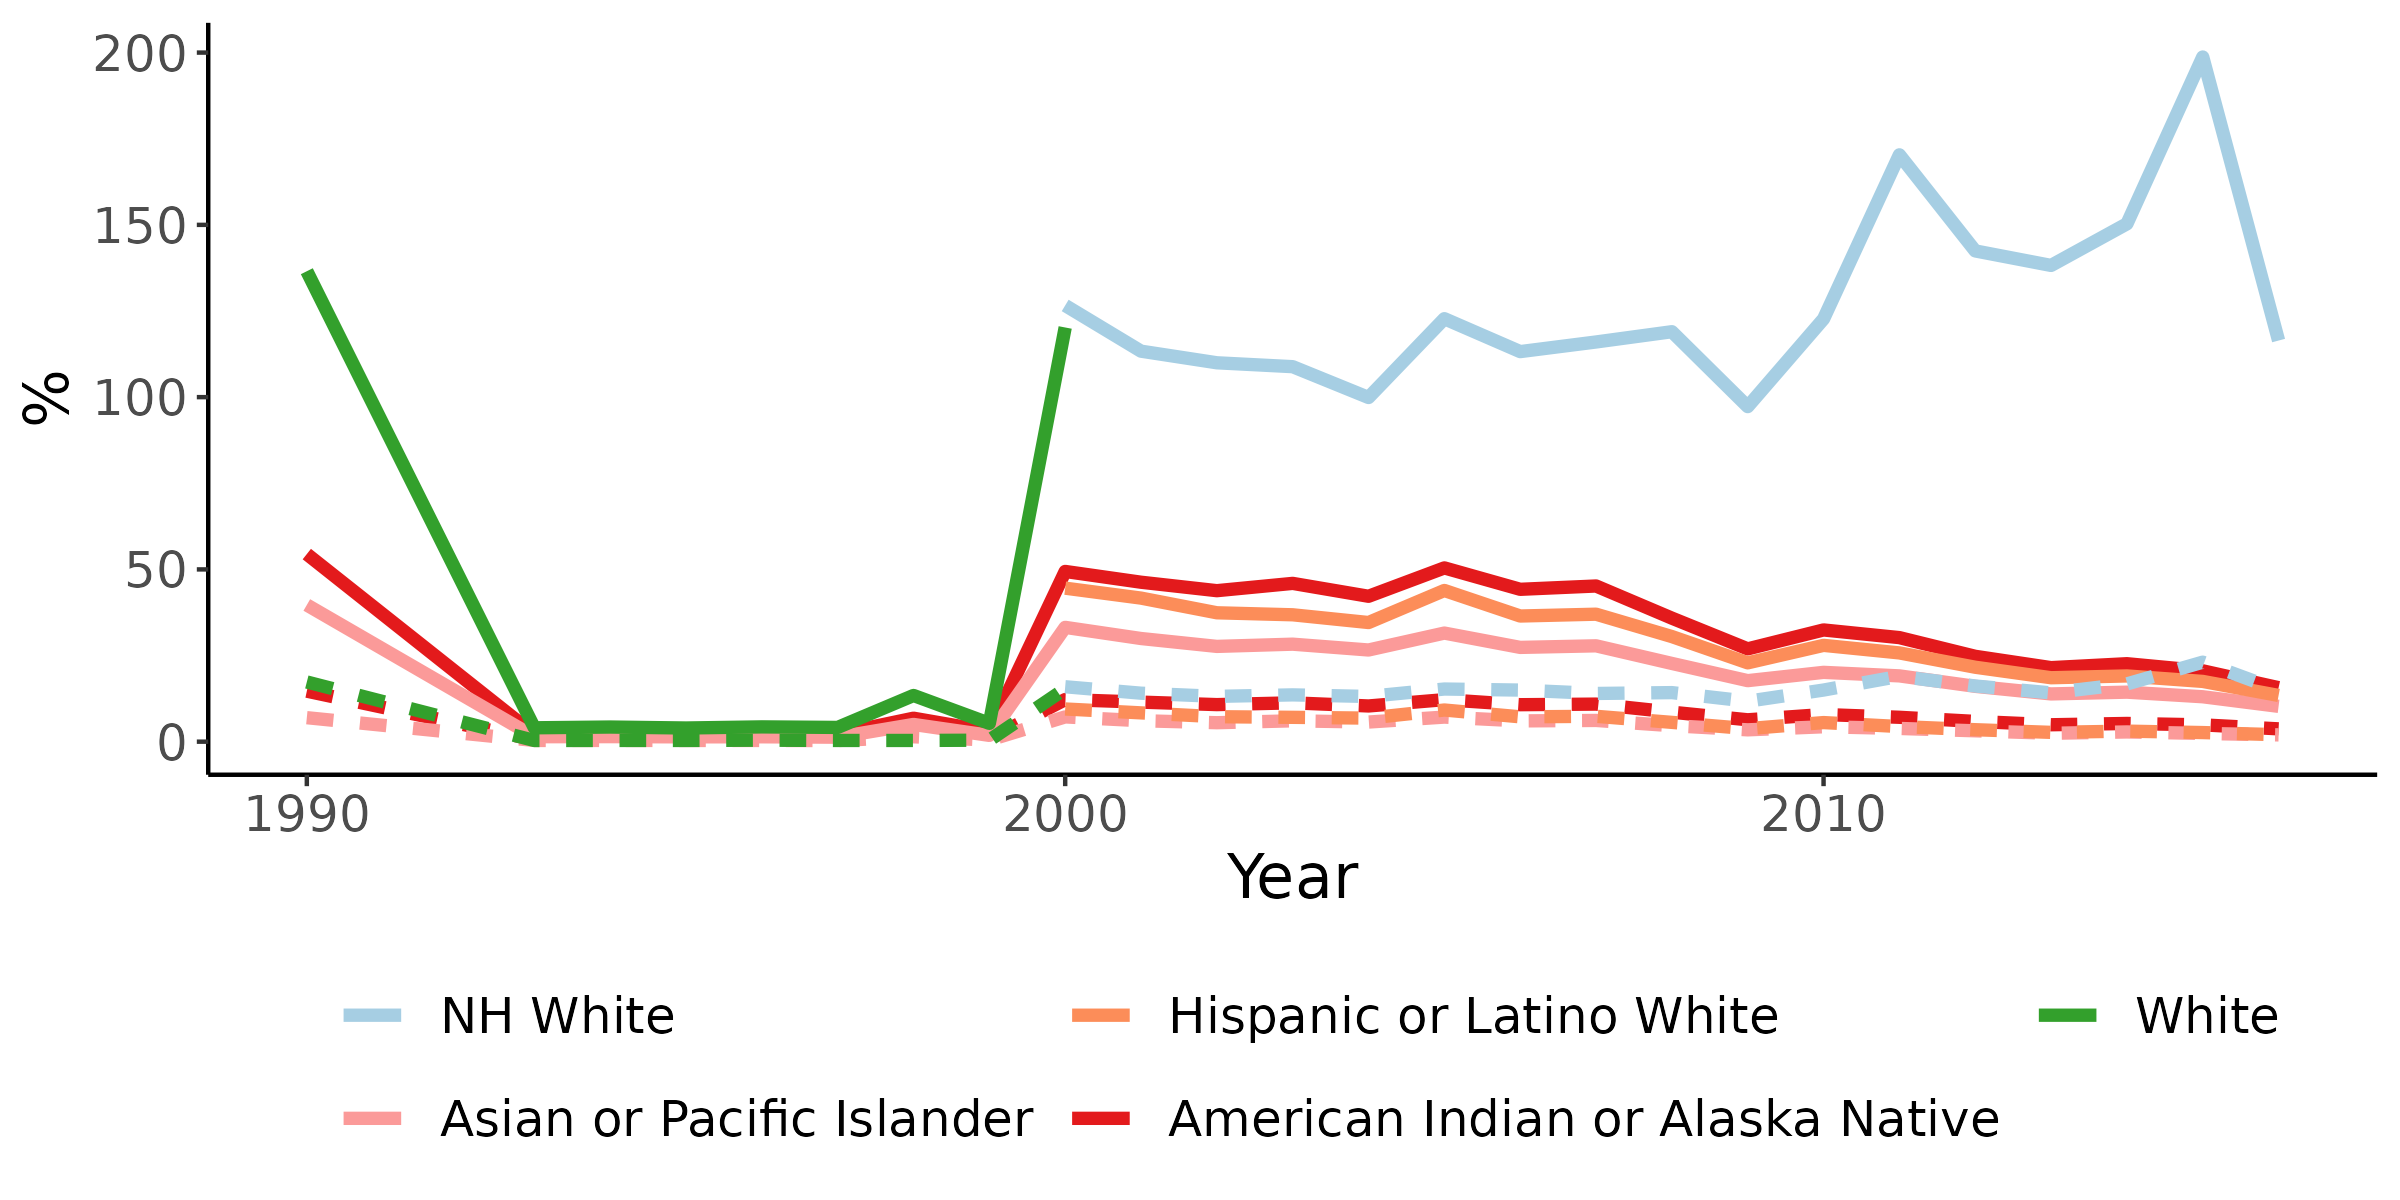 200
150
%
100
50
0
1990 2000 2010
Year
NH White Hispanic or Latino White White
Asian or Pacific Islander American Indian or Alaska Native